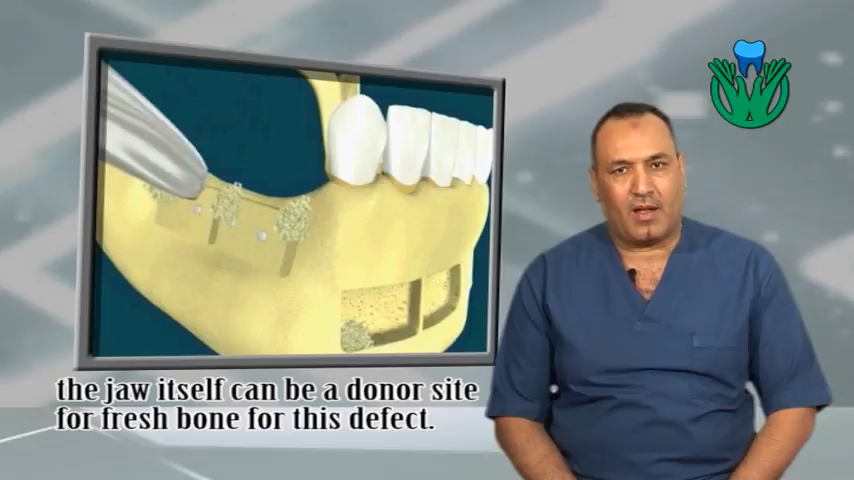 the jaw itself can be a donor site
for fresh bone for this defect.